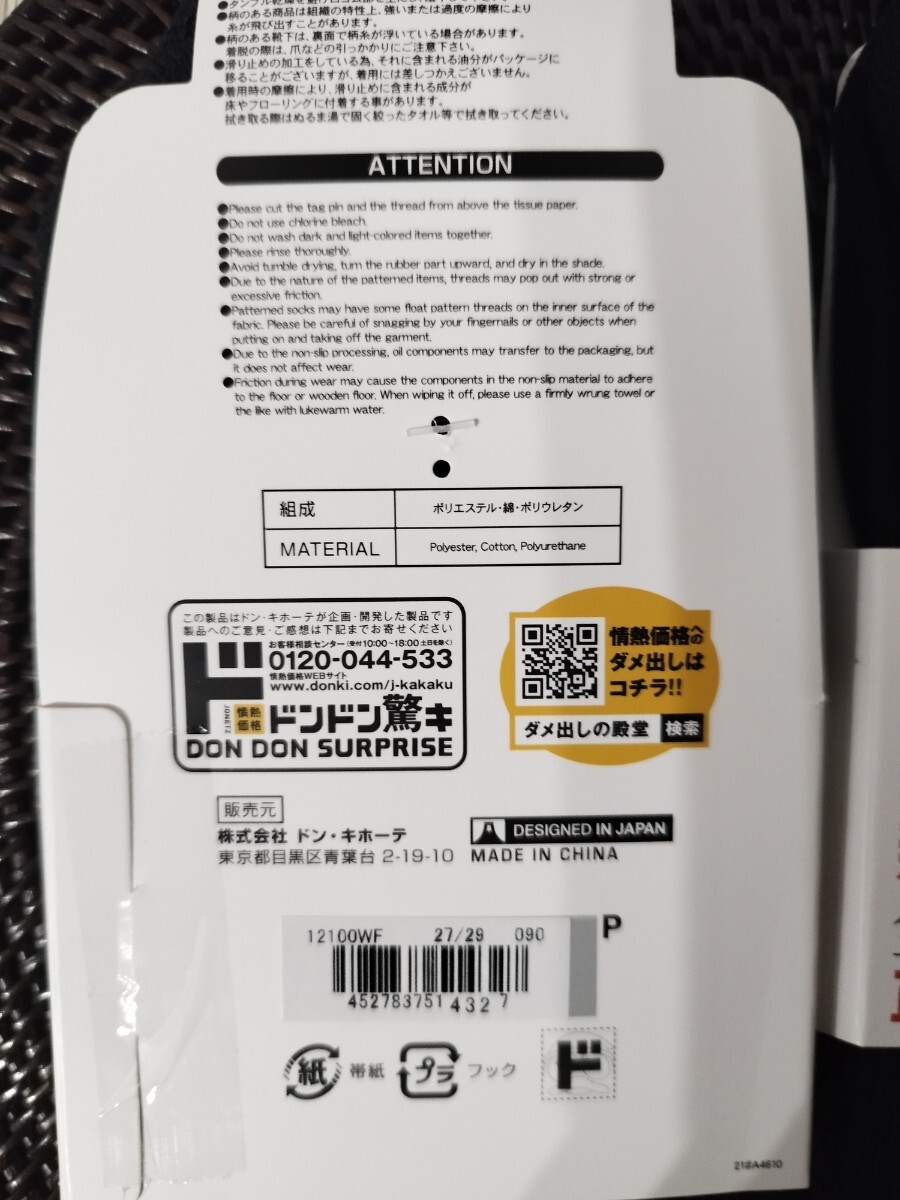 ●柄のある商品は組織の特性上、強いまたは過度の摩擦により
糸が飛び出すことがあります。
●柄のある靴下は、裏面で柄糸が浮いている場合があります。
着脱の際は、爪などの引っかかりにご注意下さい。
●滑り止めの加工をしている為、それに含まれる油分がパッケージに
移ることがございますが、着用には差しつかえございません。
●着用時の摩擦により、滑り止めに含まれる成分が
床やフローリングに付着する事があります。
拭き取る際はぬるま湯で固く絞ったタオル等で拭き取ってください。
ATTENTION
●Please cut the tag pin and the thread from above the tissue paper.
●Do not use chlorine bleach.
●Do not wash dark and light-colored items together.
●Please rinse thoroughly.
●Avoid tumble drying, turn the rubber part upward, and dry in the shade.
●Due to the nature of the patterned items, threads may pop out with strong or
excessive friction.
●Patterned socks may have some float pattern threads on the inner surface of the
fabric. Please be careful of snagging by your fingernails or other objects when
putting on and taking off the garment.
●Due to the non-slip processing, oil components may transfer to the packaging, but
it does not affect wear.
●Friction during wear may cause the components in the non-slip material to adhere
to the floor or wooden floor. When wiping it off, please use a firmly wrung towel or
the like with lukewarm water.
組成 ポリエステル・綿・ポリウレタン
MATERIAL Polyester, Cotton, Polyurethane
この製品はドン・キホーテが企画・開発した製品です
製品へのご意見・ご感想は下記までお寄せください
お客様相談センター(受付10:00~18:00 土日を除く)
ド 0120-044-533
情熱価格WEBサイト
www.donki.com/j-kakaku
JONETZ 情熱価格 ドンドン驚キ
DON DON SURPRISE
情熱価格への
ダメ出しは
コチラ!!
ダメ出しの殿堂 検索
販売元
株式会社 ドン・キホーテ
東京都目黒区青葉台 2-19-10
DESIGNED IN JAPAN
MADE IN CHINA
12100WF 27/29 090 P
4527837514327
紙 帯紙 プラ フック ド
218A4610